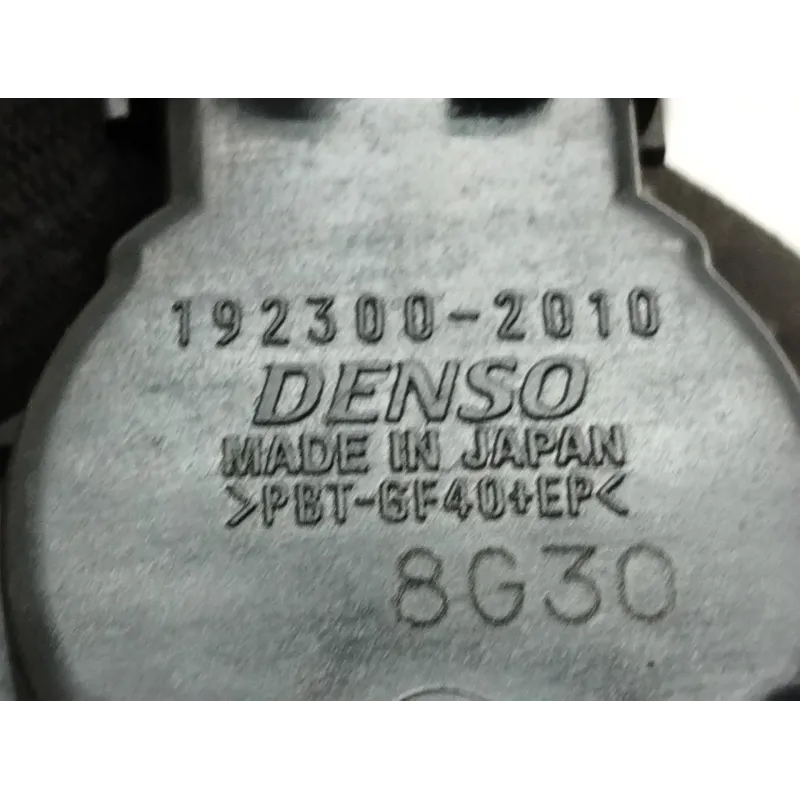 192300-2010
DENSO
MADE IN JAPAN
>PBT-GF40+EP<
8G30